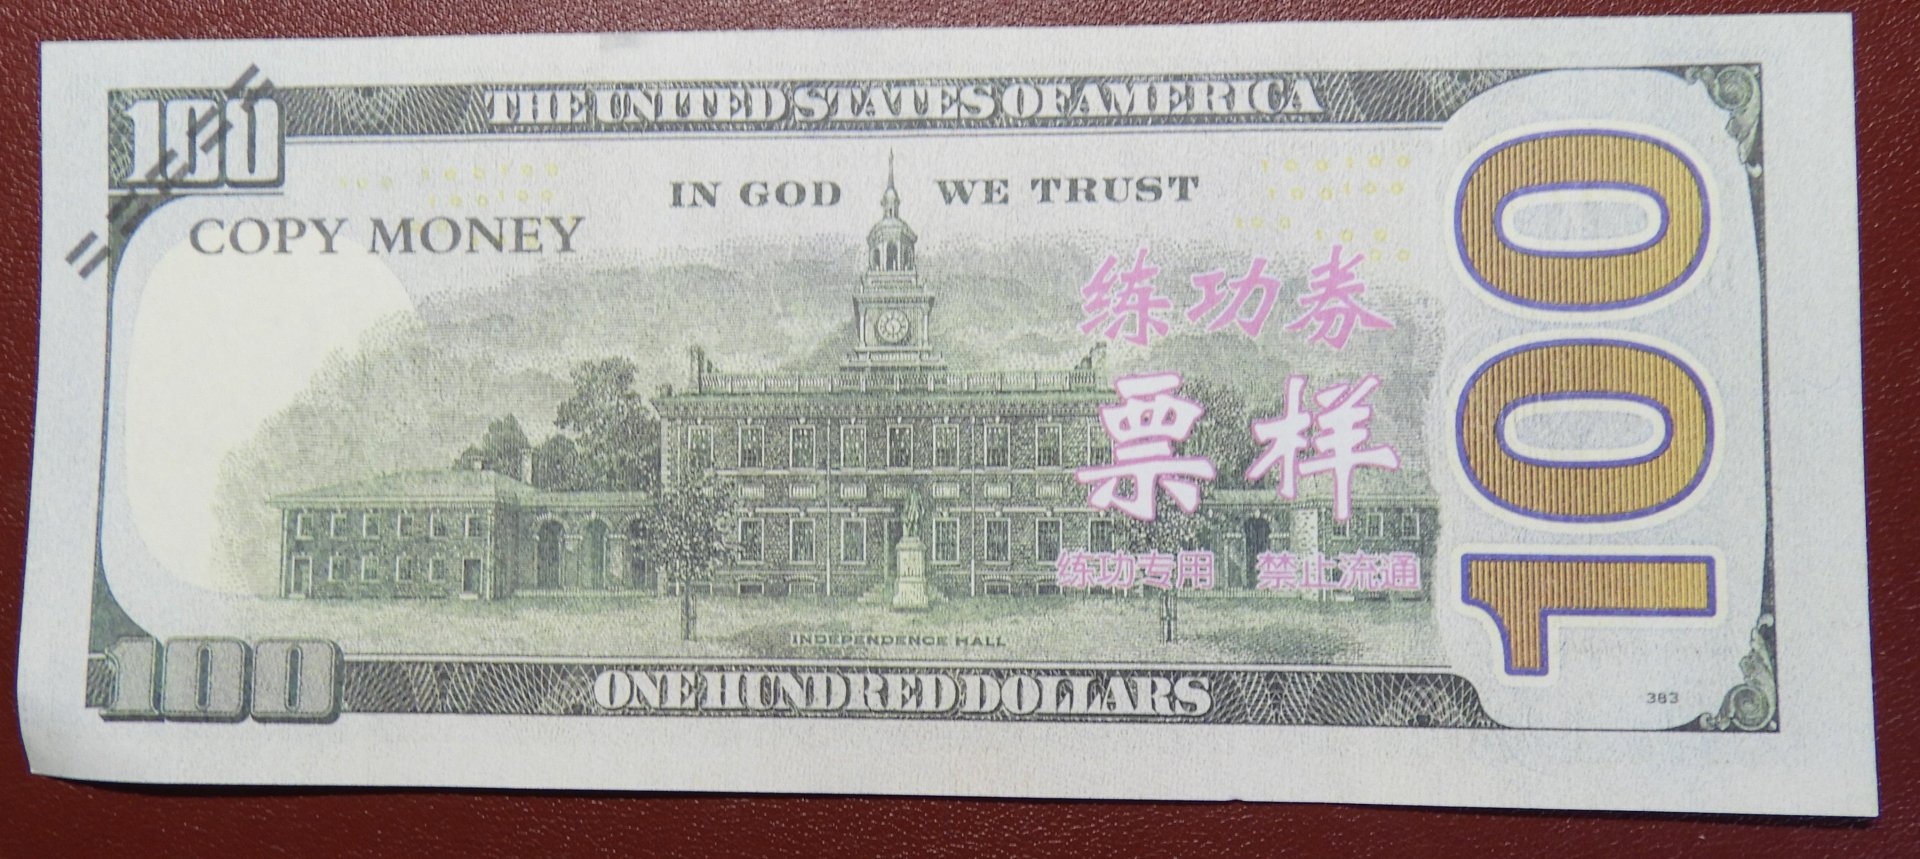 100
THE UNITED STATES OF AMERICA
IN GOD WE TRUST
COPY MONEY
练功券
票样
练功专用 禁止流通
INDEPENDENCE HALL
100
100
ONE HUNDRED DOLLARS
383